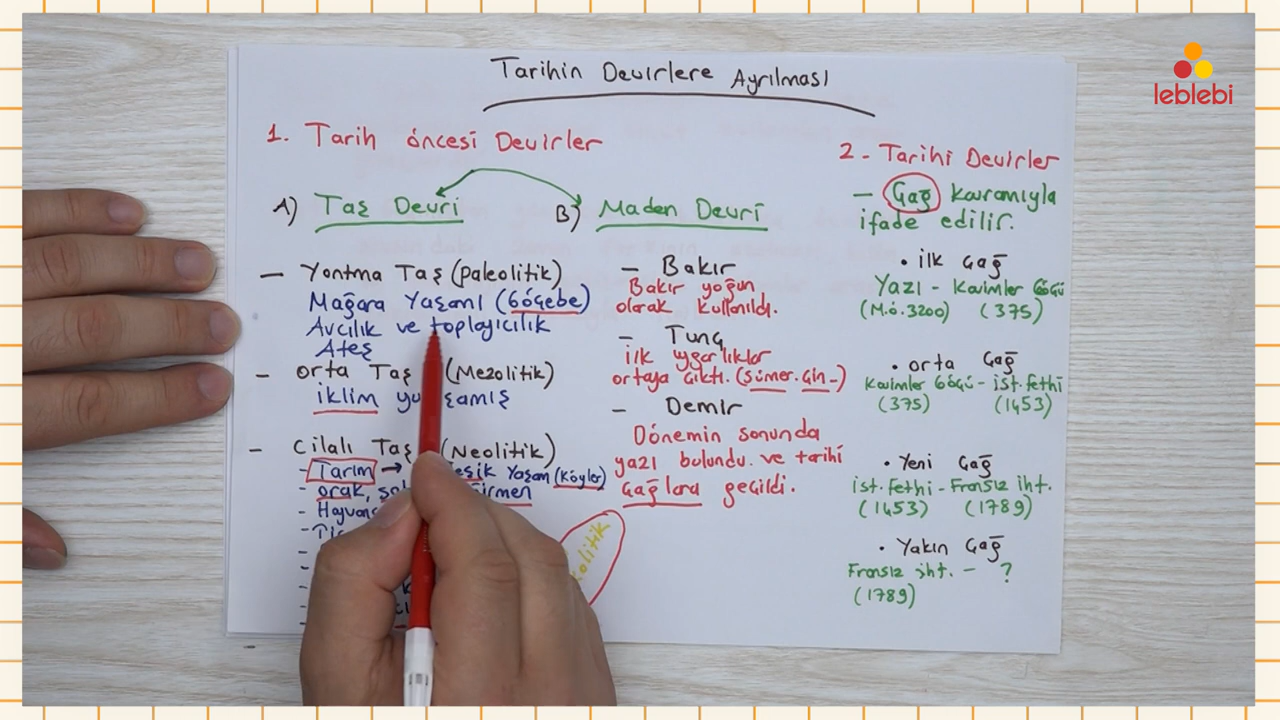 leblebi
Tarihin Devirlere Ayrılması
1. Tarih öncesi Devirler
A) Taş Devri
B) Maden Devri
- Yontma Taş (Paleolitik)
Mağara Yaşamı (Göçebe)
Avcılık ve toplayıcılık
Ateş
- Orta Taş (Mezolitik)
iklim
- Cilalı Taş (Neolitik)
- Tarım → Yaşam (Köyler)
- orak,
- Bakır
Bakır yoğun
olarak kullanıldı.
- Tunç
ilk uygarlıklar
ortaya çıktı. (Sümer. Çin-)
- Demir
Dönemin sonunda
yazı bulundu. ve tarihi
çağlara geçildi.
2 - Tarihi Devirler
- Çağ kavramıyla
ifade edilir.
• ilk Çağ
Yazı - Kavimler Göçü
(M.ö. 3200) (375)
• Orta Çağ
Kavimler Göçü - ist. fethi
(375) (1453)
• Yeni Çağ
ist. fethi - Fransız iht.
(1453) (1789)
• Yakın Çağ
Fransız iht. - ?
(1789)